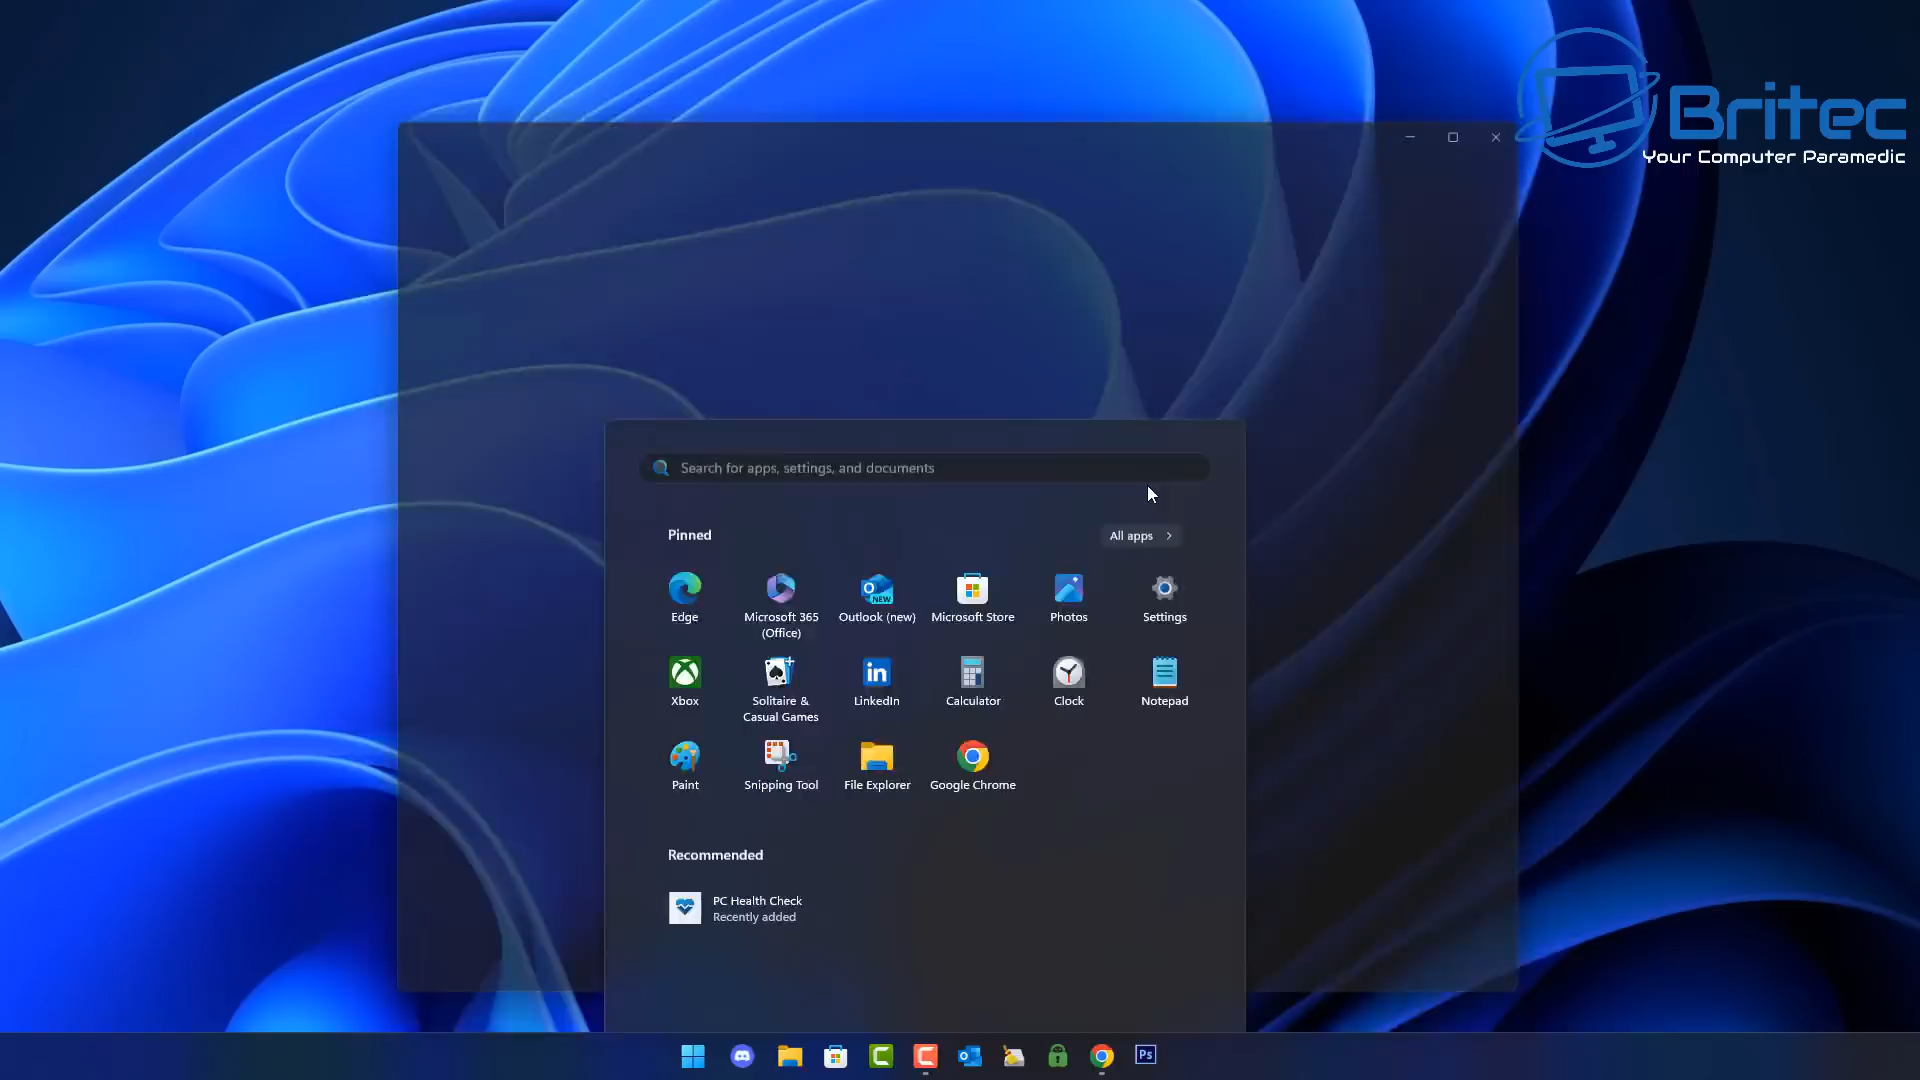 Britec
Your Computer Paramedic
Search for apps, settings, and documents
Pinned
All apps
Edge
Microsoft 365
(Office)
Outlook (new)
NEW
Microsoft Store
Photos
Settings
Xbox
Solitaire &
Casual Games
LinkedIn
Calculator
Clock
Notepad
Paint
Snipping Tool
File Explorer
Google Chrome
Recommended
PC Health Check
Recently added
Ps